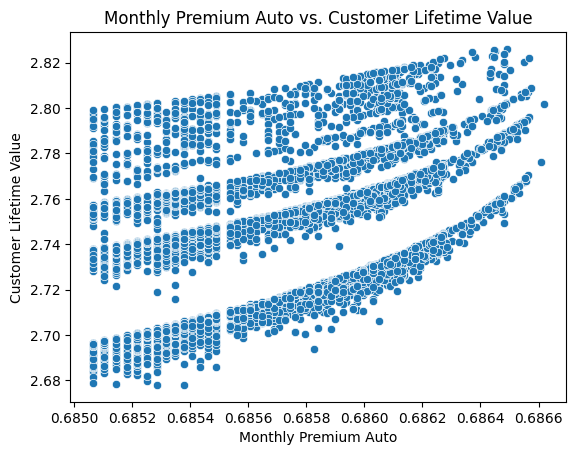 Monthly Premium Auto vs. Customer Lifetime Value
Customer Lifetime Value
2.82
2.80
2.78
2.76
2.74
2.72
2.70
2.68
0.6850 0.6852 0.6854 0.6856 0.6858 0.6860 0.6862 0.6864 0.6866
Monthly Premium Auto